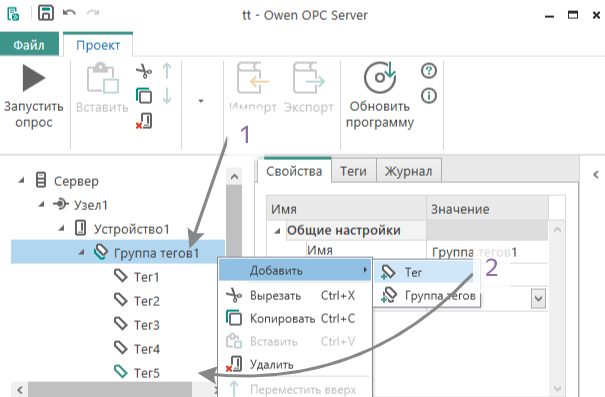 tt - Owen OPC Server
Файл
Проект
Запустить опрос
Вставить
Импорт
Экспорт
Обновить программу
1
Сервер
Узел1
Устройство1
Группа тегов1
Тег1
Тег2
Тег3
Тег4
Тег5
Свойства
Теги
Журнал
Имя
Значение
Общие настройки
Имя
Группа тегов1
2
Добавить
Вырезать Ctrl+X
Копировать Ctrl+C
Вставить Ctrl+V
Удалить
Переместить вверх
Тег
Группа тегов